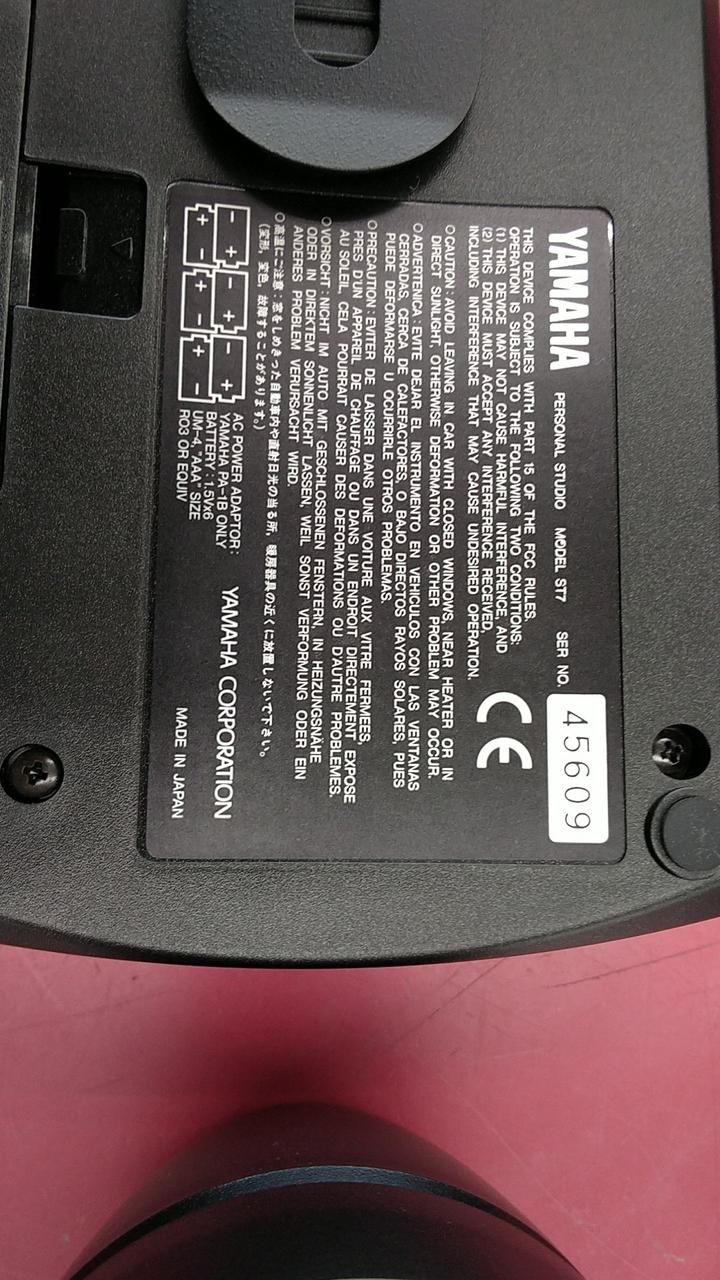 YAMAHA PERSONAL STUDIO MODEL ST7 SER NO. 45609
THIS DEVICE COMPLIES WITH PART 15 OF THE FCC RULES.
OPERATION IS SUBJECT TO THE FOLLOWING TWO CONDITIONS:
(1) THIS DEVICE MAY NOT CAUSE HARMFUL INTERFERENCE, AND
(2) THIS DEVICE MUST ACCEPT ANY INTERFERENCE RECEIVED,
INCLUDING INTERFERENCE THAT MAY CAUSE UNDESIRED OPERATION.
CE
○CAUTION : AVOID LEAVING IN CAR WITH CLOSED WINDOWS, NEAR HEATER OR IN
DIRECT SUNLIGHT, OTHERWISE DEFORMATION OR OTHER PROBLEM MAY OCCUR.
○ADVERTENICA : EVITE DEJAR EL INSTRUMENTO EN VEHICULOS CON LAS VENTANAS
CERRADAS, CERCA DE CALEFACTORES, O BAJO DIRECTOS RAYOS SOLARES, PUES
PUEDE DEFORMARSE U OCURRIRLE OTROS PROBLEMAS.
○PRECAUTION : EVITER DE LAISSER DANS UNE VOITURE AUX VITRE FERMEES,
PRES D'UN APPAREIL DE CHAUFFAGE OU DANS UN ENDROIT DIRECTEMENT EXPOSE
AU SOLEIL. CELA POURRAIT CAUSER DES DEFORMATIONS OU D'AUTRE PROBLEMES.
○VORSICHT : NICHT IM AUTO MIT GESCHLOSSENEN FENSTERN, IN HEIZUNGSNÄHE
ODER IN DIREKTEM SONNENLICHT LASSEN, WEIL SONST VERFORMUNG ODER EIN
ANDERES PROBLEM VERURSACHT WIRD.
○高温にご注意：窓をしめきった自動車内や直射日光の当る所、暖房器具の近くに放置しないで下さい。
(変形，変色，故障することがあります。)
AC POWER ADAPTOR :
YAMAHA PA-1B ONLY
BATTERY : 1.5V×6
UM-4, "AAA" SIZE
RO3 OR EQUIV
YAMAHA CORPORATION
MADE IN JAPAN